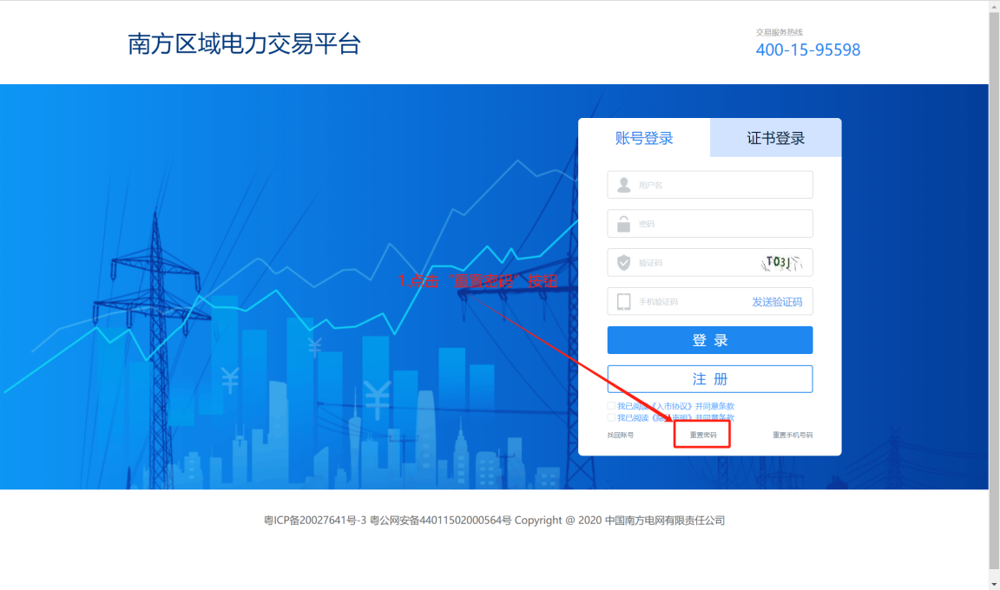 南方区域电力交易平台
交易服务热线
400-15-95598
账号登录
证书登录
用户名
密码
验证码
T03J
手机验证码
发送验证码
1.点击“重置密码”按钮
登 录
注 册
我已阅读《入市协议》并同意条款
我已阅读《隐私声明》并同意条款
找回账号
重置密码
重置手机号码
粤ICP备20027641号-3 粤公网安备44011502000564号 Copyright @ 2020 中国南方电网有限责任公司